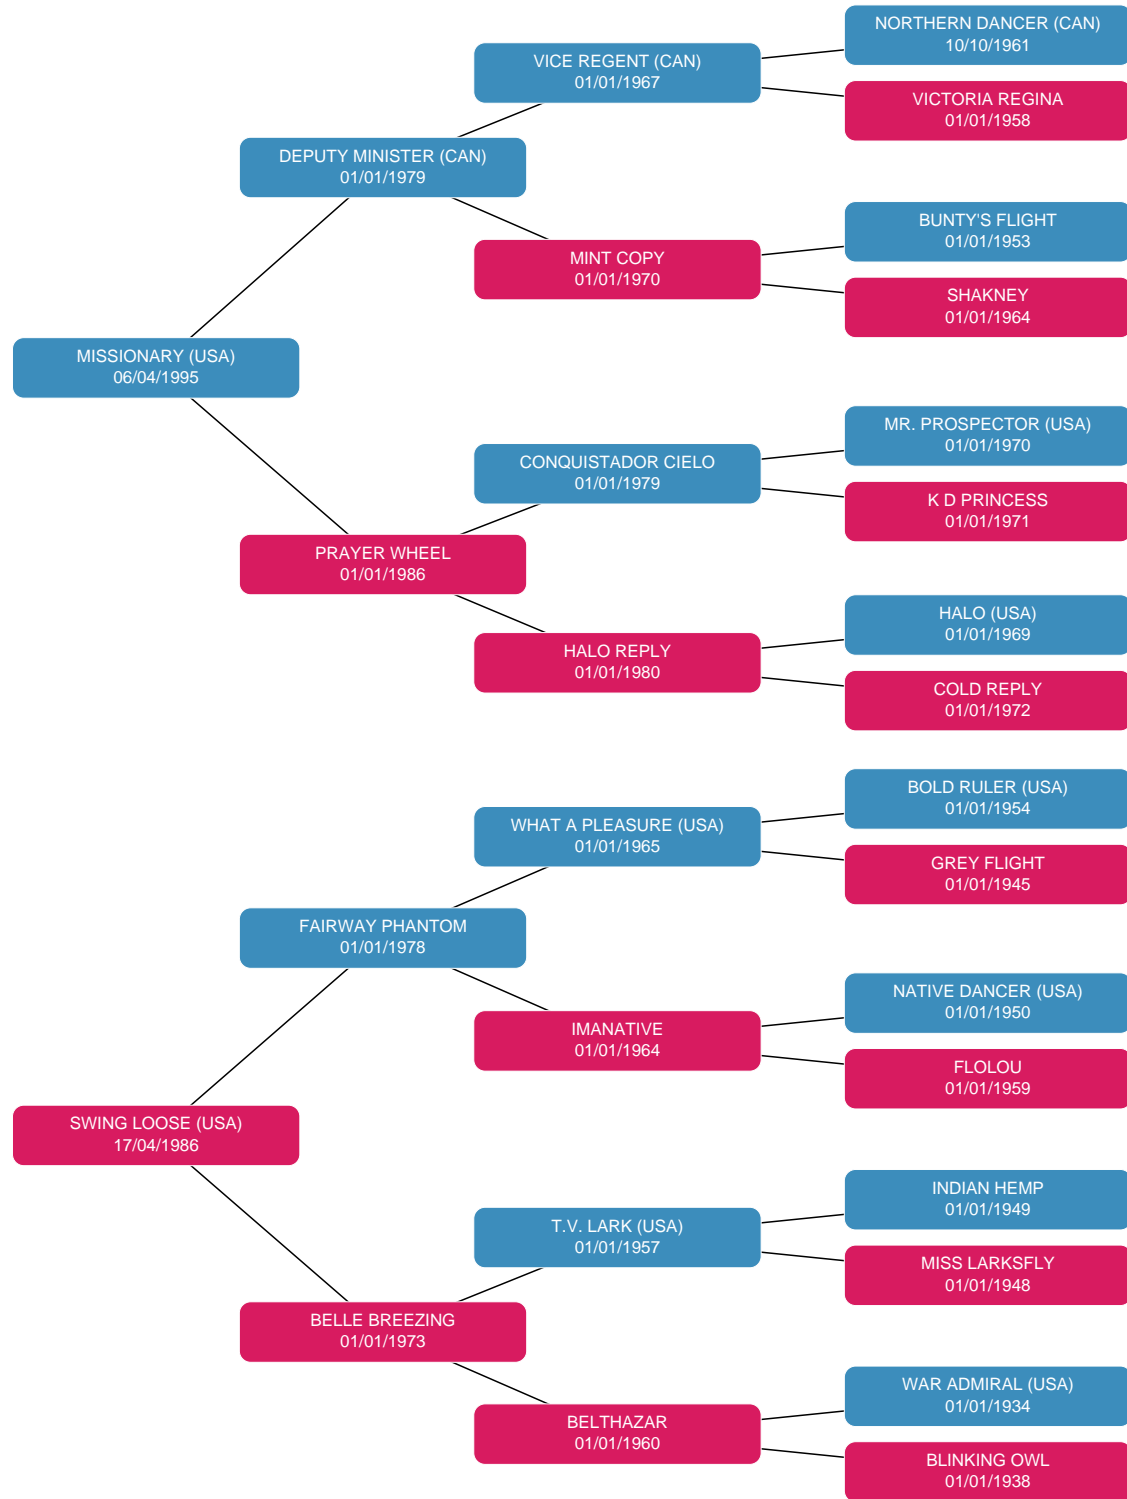 NORTHERN DANCER (CAN)
10/10/1961
VICE REGENT (CAN)
01/01/1967
VICTORIA REGINA
01/01/1958
DEPUTY MINISTER (CAN)
01/01/1979
BUNTY'S FLIGHT
01/01/1953
MINT COPY
01/01/1970
SHAKNEY
01/01/1964
MISSIONARY (USA)
06/04/1995
MR. PROSPECTOR (USA)
01/01/1970
CONQUISTADOR CIELO
01/01/1979
K D PRINCESS
01/01/1971
PRAYER WHEEL
01/01/1986
HALO (USA)
01/01/1969
HALO REPLY
01/01/1980
COLD REPLY
01/01/1972
BOLD RULER (USA)
01/01/1954
WHAT A PLEASURE (USA)
01/01/1965
GREY FLIGHT
01/01/1945
FAIRWAY PHANTOM
01/01/1978
NATIVE DANCER (USA)
01/01/1950
IMANATIVE
01/01/1964
FLOLOU
01/01/1959
SWING LOOSE (USA)
17/04/1986
INDIAN HEMP
01/01/1949
T.V. LARK (USA)
01/01/1957
MISS LARKSFLY
01/01/1948
BELLE BREEZING
01/01/1973
WAR ADMIRAL (USA)
01/01/1934
BELTHAZAR
01/01/1960
BLINKING OWL
01/01/1938